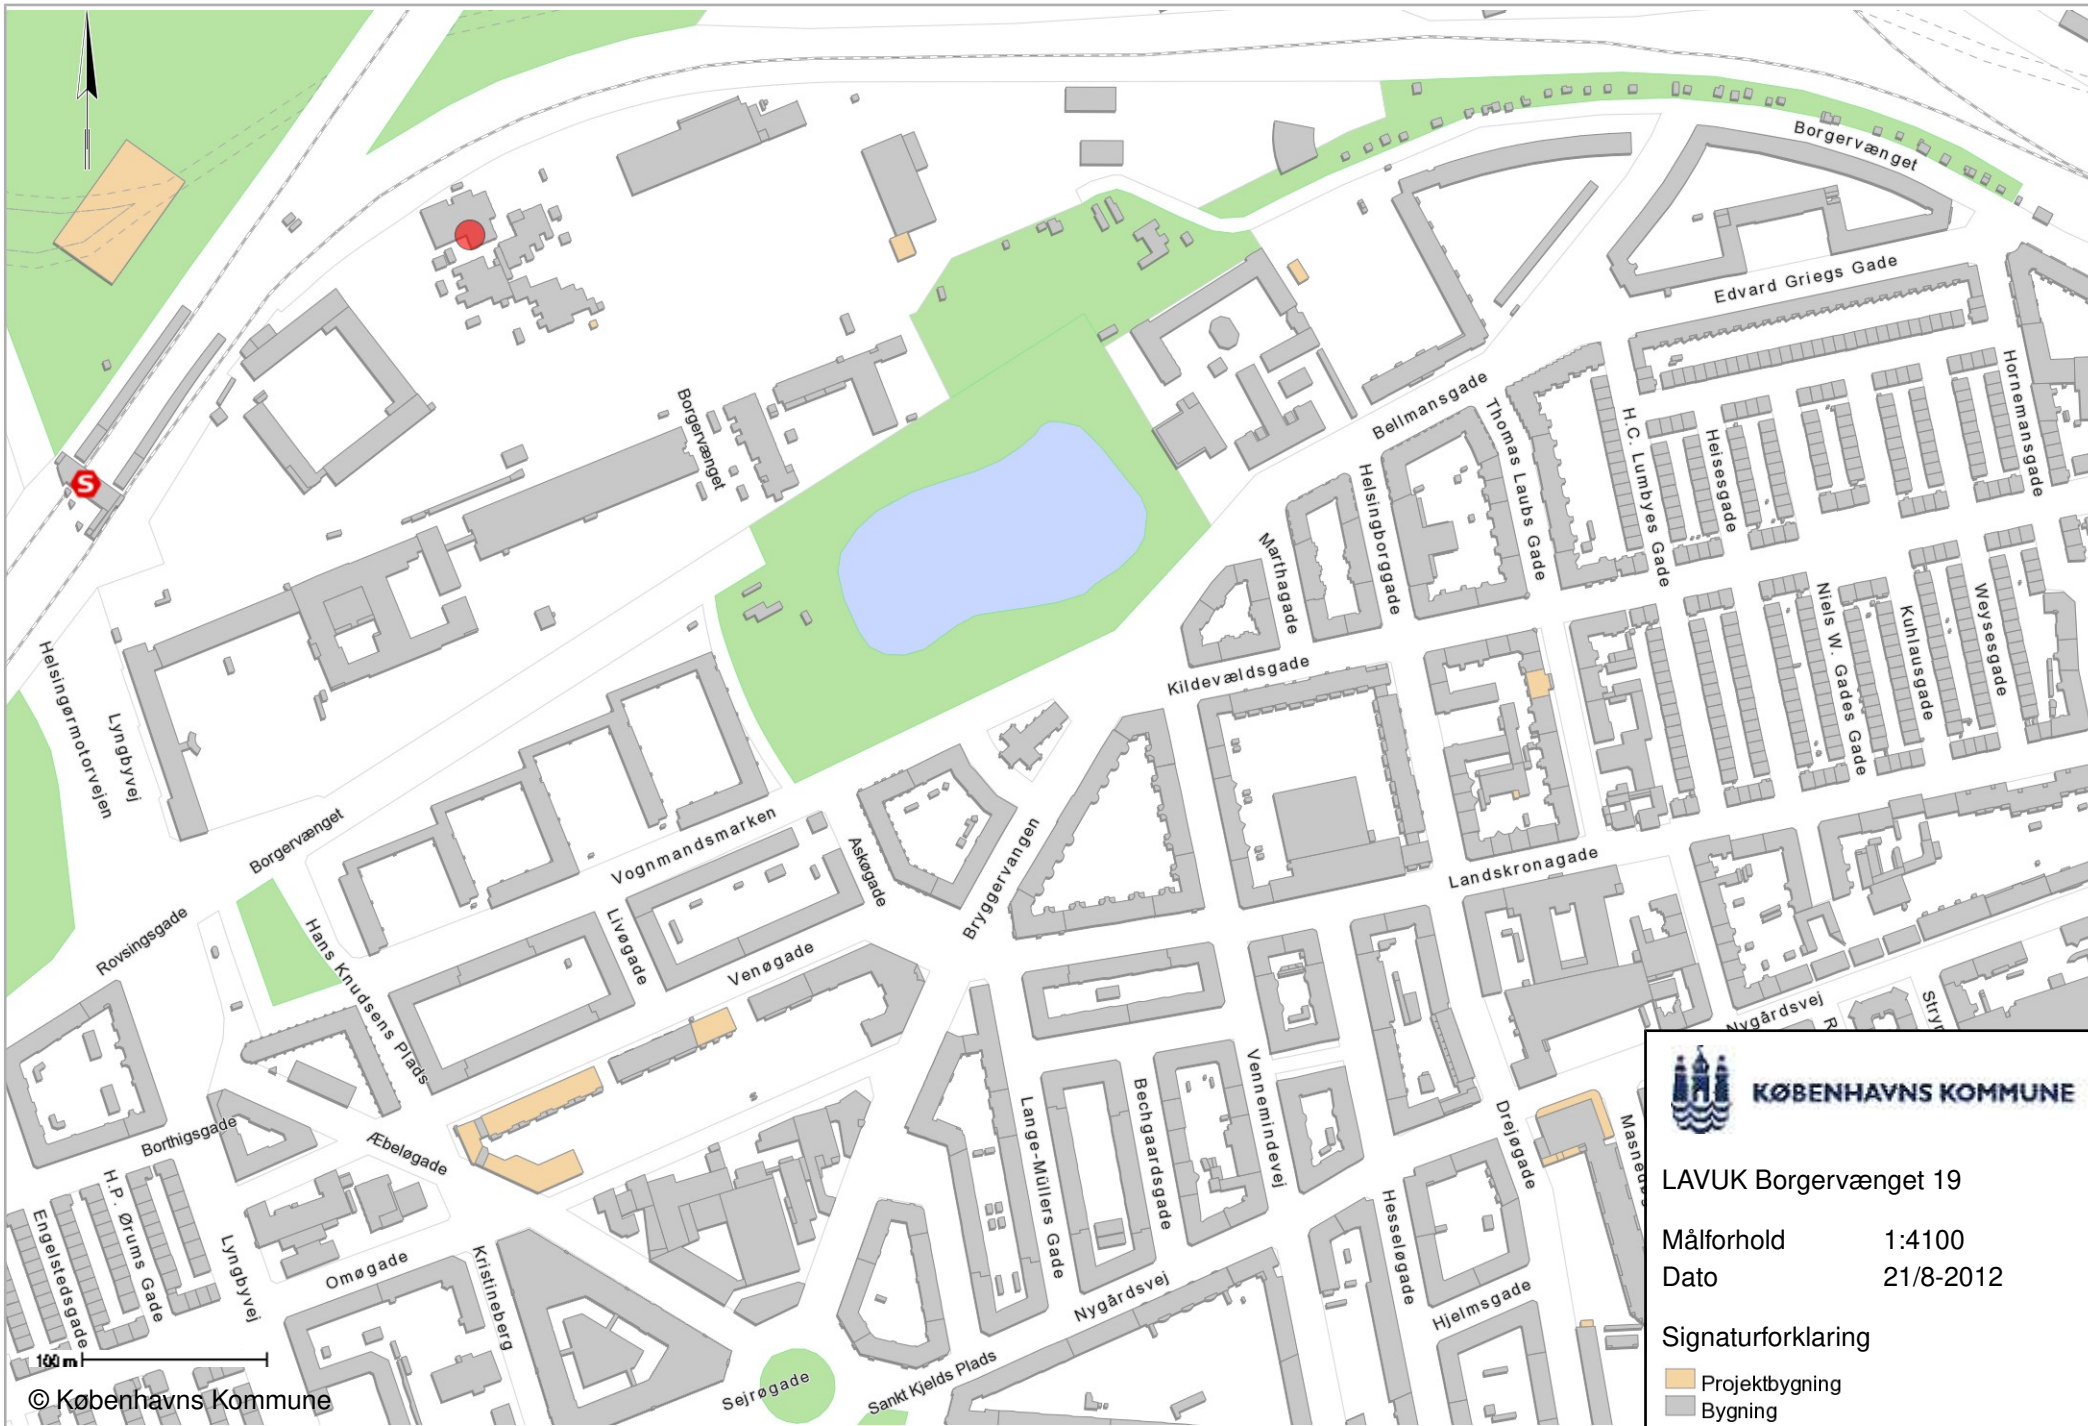 Borgervænget
Edvard Griegs Gade
Hornemansgade
Bellmansgade
Thomas Laubs Gade
H.C. Lumbyes Gade
Heisesgade
Borgervænget
Helsingborggade
Marthagade
S
Niels W. Gades Gade
Kuhlausgade
Weysesgade
Helsingørmotorvejen
Lyngbyvej
Kildevældsgade
Borgervænget
Vognmandsmarken
Askøgade
Bryggervangen
Landskronagade
Rovsingsgade
Hans Knudsens Plads
Livøgade
Venøgade
Nygårdsvej
Borthigsgade
Æbeløgade
Lange-Müllers Gade
Bechgaardsgade
Vennemindevej
Drejøgade
H.P. Ørums Gade
Engelstedsgade
Lyngbyvej
Omøgade
Kristineberg
Nygårdsvej
Hesseløgade
Hjelmsgade
Sejrøgade
Sankt Kjelds Plads
100 m
© Københavns Kommune
KØBENHAVNS KOMMUNE
LAVUK Borgervænget 19
Målforhold 1:4100
Dato 21/8-2012
Signaturforklaring
Projektbygning
Bygning